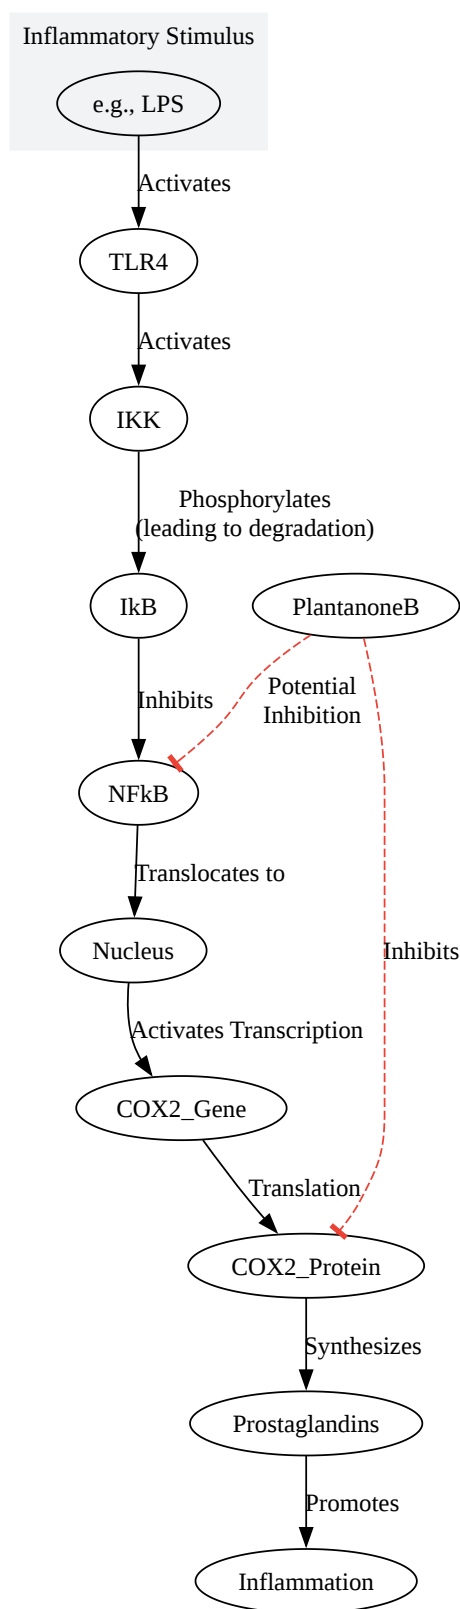 Inflammatory Stimulus
e.g., LPS
Activates
TLR4
Activates
IKK
Phosphorylates
(leading to degradation)
IkB
PlantanoneB
Inhibits
Potential
Inhibition
NFkB
Translocates to
Nucleus
Inhibits
Activates Transcription
COX2_Gene
Translation
COX2_Protein
Synthesizes
Prostaglandins
Promotes
Inflammation